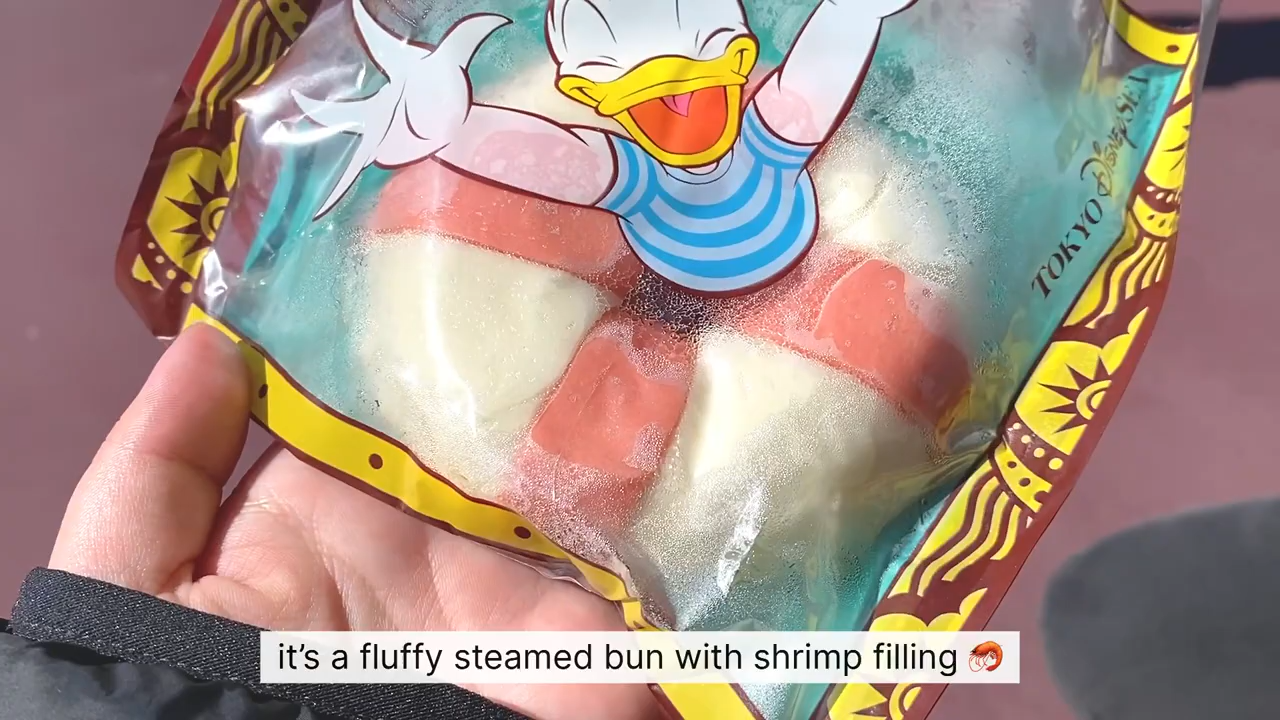 TOKYO DISNEYSEA
it's a fluffy steamed bun with shrimp filling 🦐